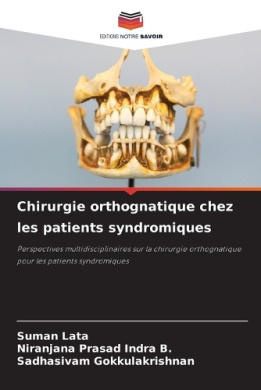 EDITIONS NOTRE SAVOIR
Chirurgie orthognatique chez
les patients syndromiques
Perspectives multidisciplinaires sur la chirurgie orthognatique
pour les patients syndromiques
Suman Lata
Niranjana Prasad Indra B.
Sadhasivam Gokkulakrishnan